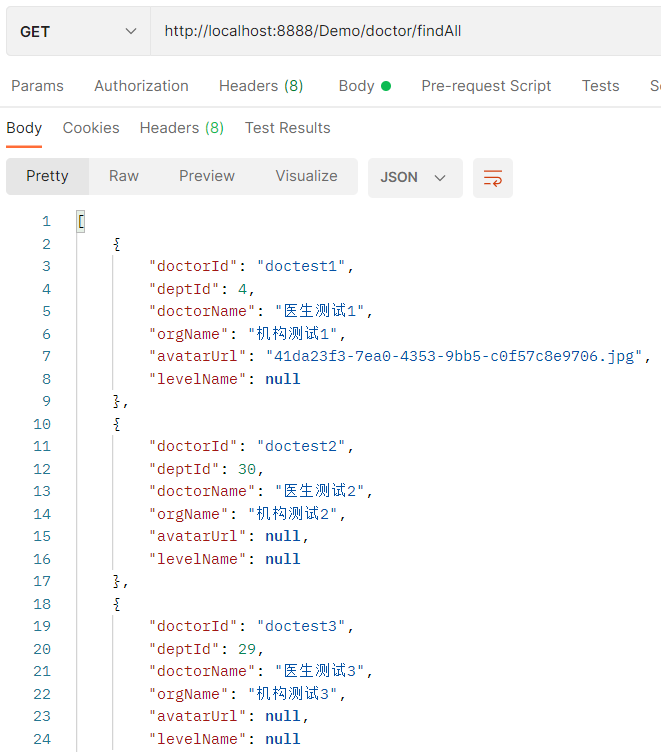 GET http://localhost:8888/Demo/doctor/findAll
Params Authorization Headers (8) Body Pre-request Script Tests S
Body Cookies Headers (8) Test Results
Pretty Raw Preview Visualize JSON
1 [
2 {
3 "doctorId": "doctest1",
4 "deptId": 4,
5 "doctorName": "医生测试1",
6 "orgName": "机构测试1",
7 "avatarUrl": "41da23f3-7ea0-4353-9bb5-c0f57c8e9706.jpg",
8 "levelName": null
9 },
10 {
11 "doctorId": "doctest2",
12 "deptId": 30,
13 "doctorName": "医生测试2",
14 "orgName": "机构测试2",
15 "avatarUrl": null,
16 "levelName": null
17 },
18 {
19 "doctorId": "doctest3",
20 "deptId": 29,
21 "doctorName": "医生测试3",
22 "orgName": "机构测试3",
23 "avatarUrl": null,
24 "levelName": null